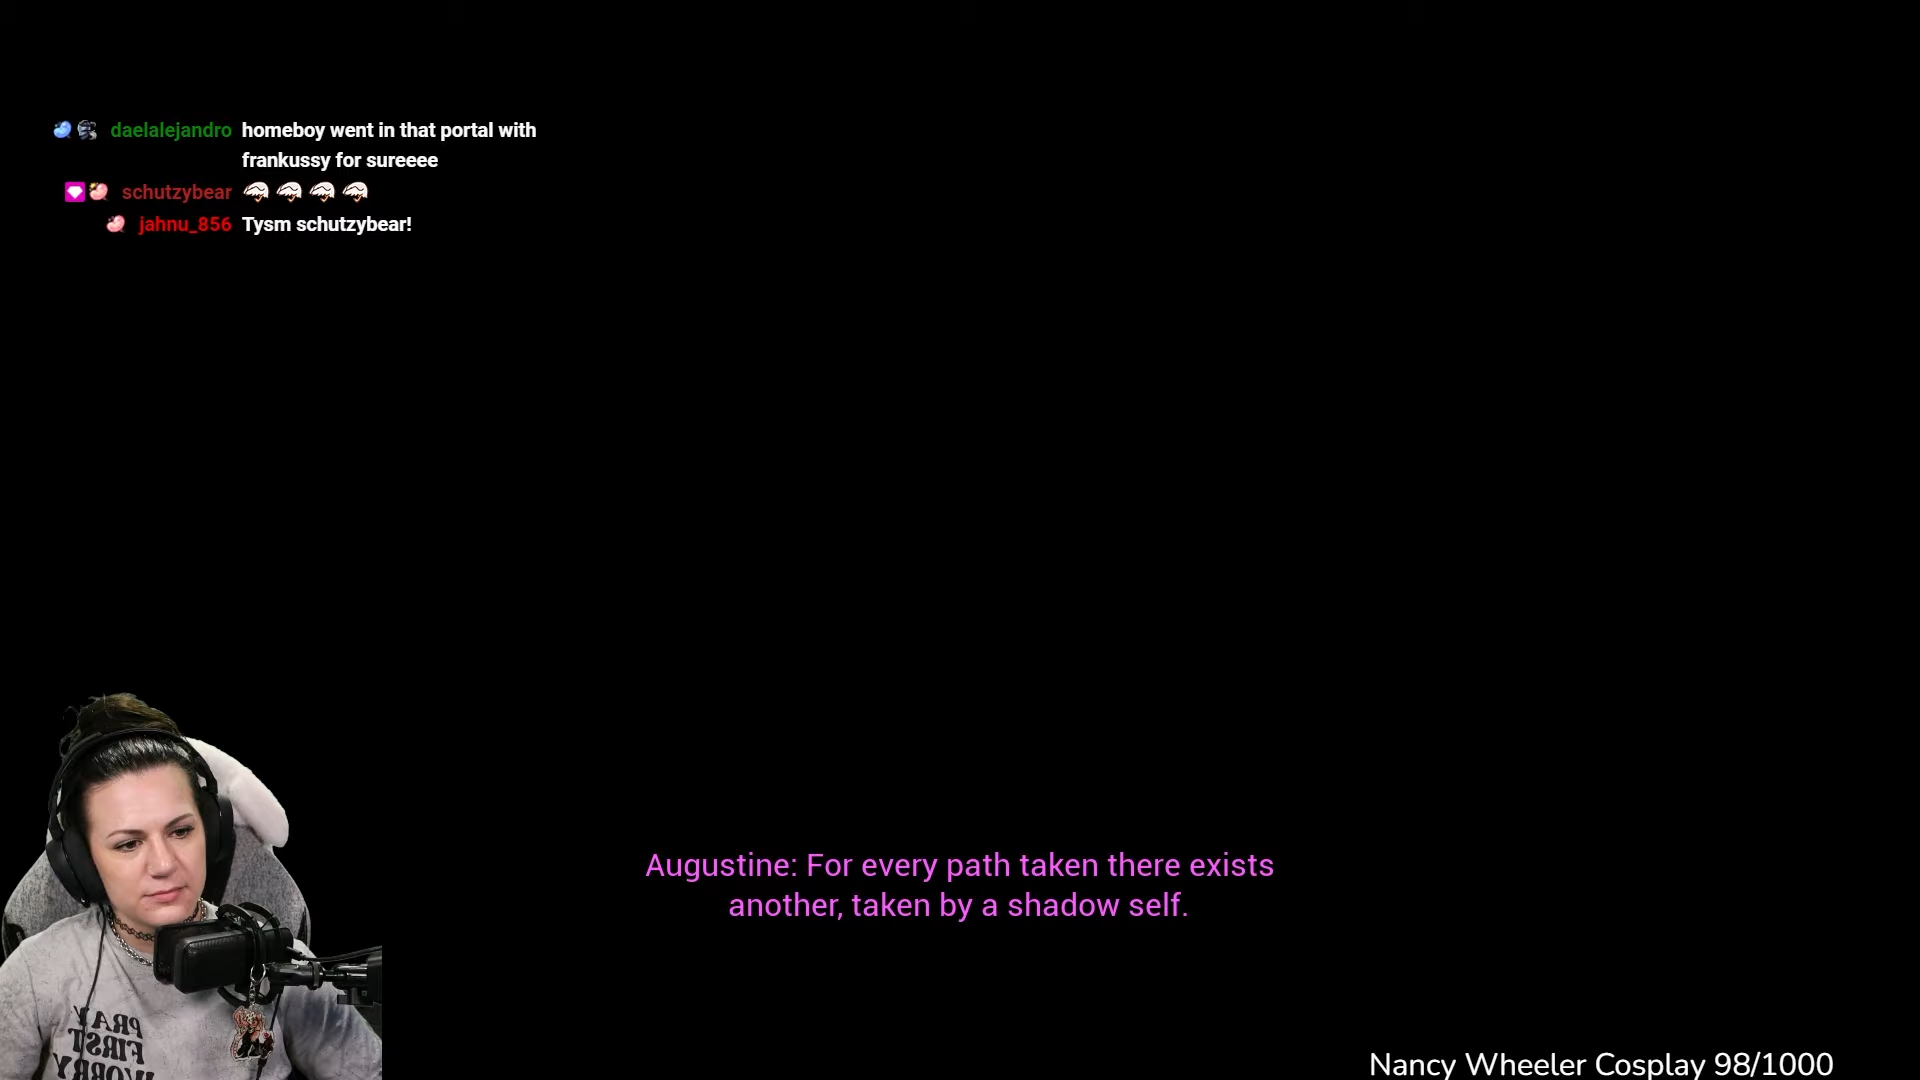 daelalejandro homeboy went in that portal with
frankussy for sureeee
schutzybear
jahnu_856 Tysm schutzybear!
Augustine: For every path taken there exists
another, taken by a shadow self.
PRAY
FIRST
WORRY
Nancy Wheeler Cosplay 98/1000